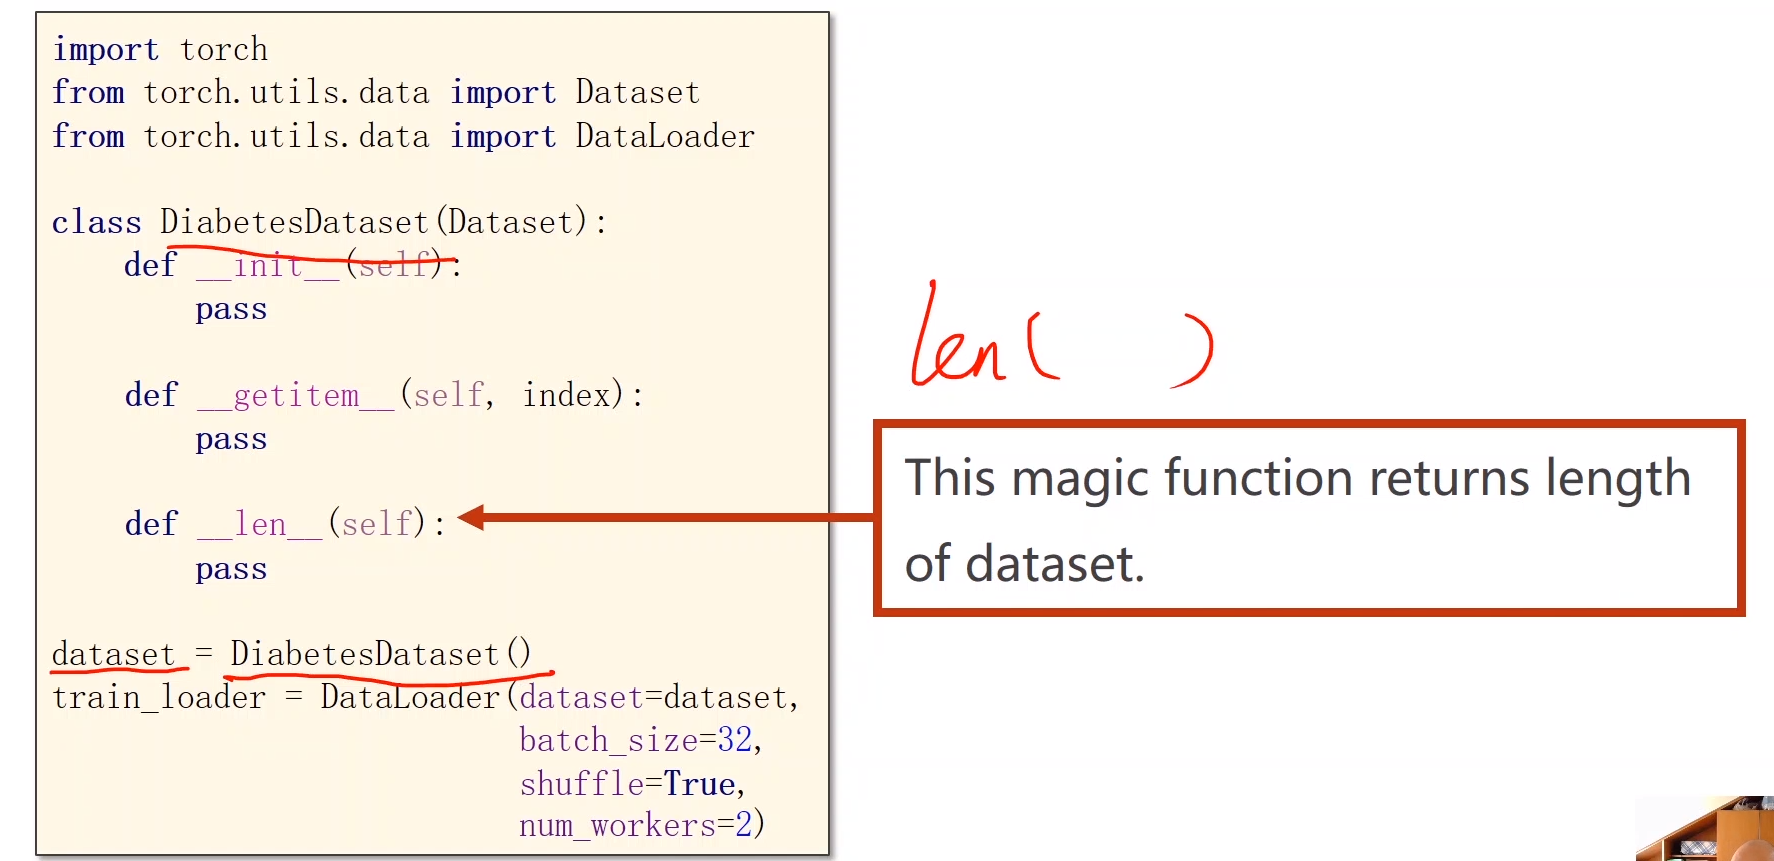 import torch
from torch.utils.data import Dataset
from torch.utils.data import DataLoader
class DiabetesDataset(Dataset):
    def __init__(self):
        pass
    def __getitem__(self, index):
        pass
    def __len__(self):
        pass
dataset = DiabetesDataset()
train_loader = DataLoader(dataset=dataset,
                          batch_size=32,
                          shuffle=True,
                          num_workers=2)
len( )
This magic function returns length
of dataset.